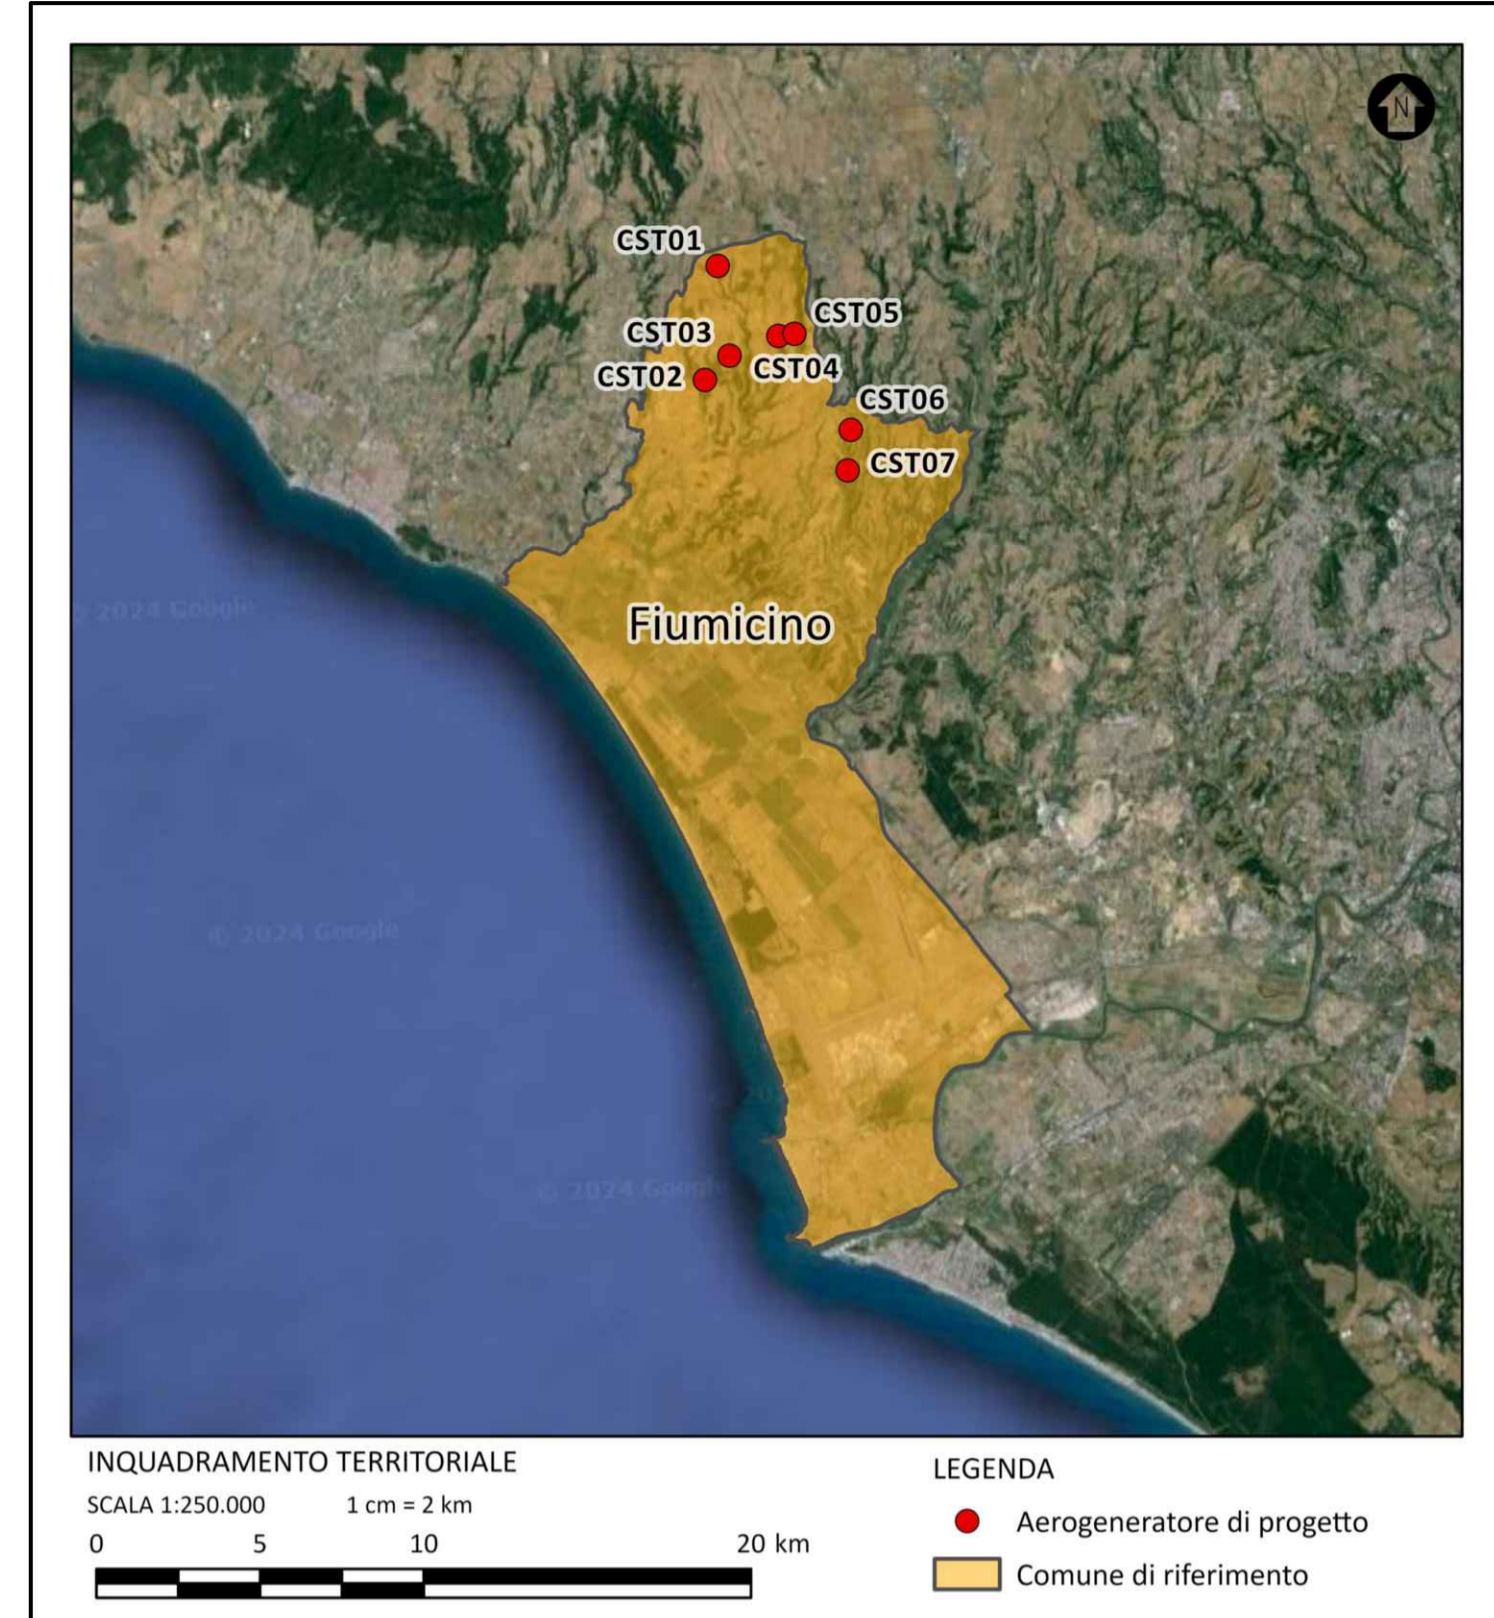 N
CST01
CST05
CST03
CST04
CST02
CST06
CST07
© 2024 Google
Fiumicino
© 2024 Google
© 2024 Google
INQUADRAMENTO TERRITORIALE
SCALA 1:250.000 1 cm = 2 km
0 5 10 20 km
LEGENDA
Aerogeneratore di progetto
Comune di riferimento